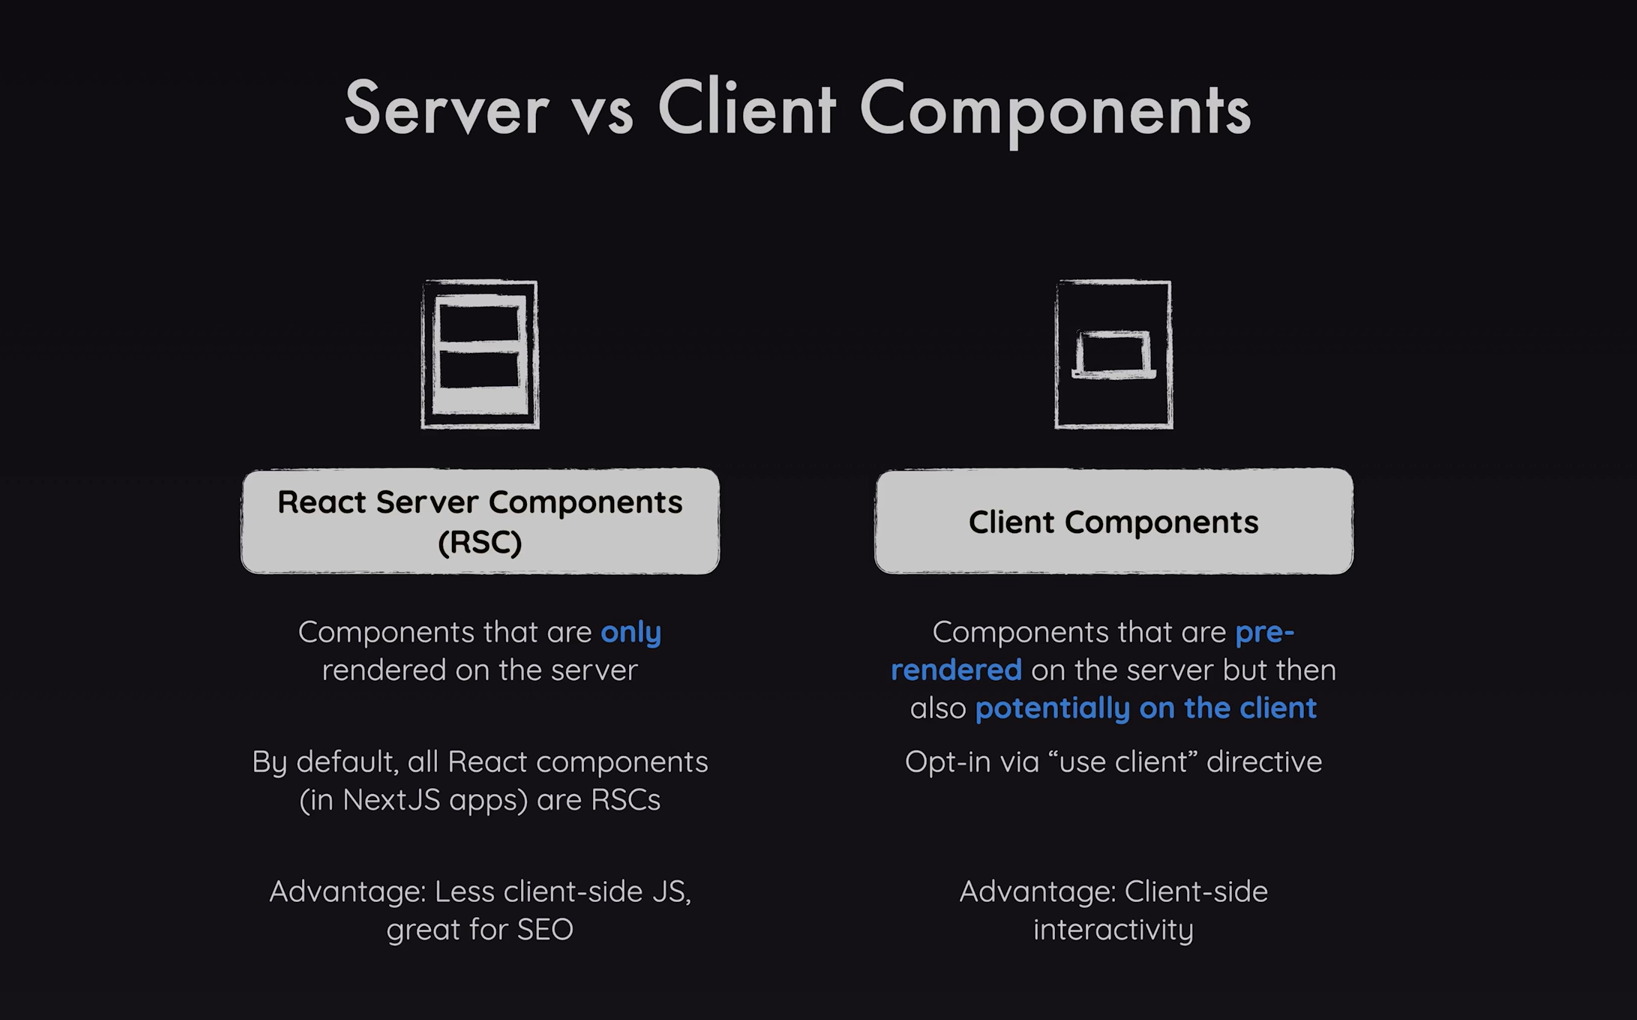 Server vs Client Components
React Server Components
(RSC)
Components that are only
rendered on the server
By default, all React components
(in NextJS apps) are RSCs
Advantage: Less client-side JS,
great for SEO
Client Components
Components that are pre-
rendered on the server but then
also potentially on the client
Opt-in via “use client” directive
Advantage: Client-side
interactivity